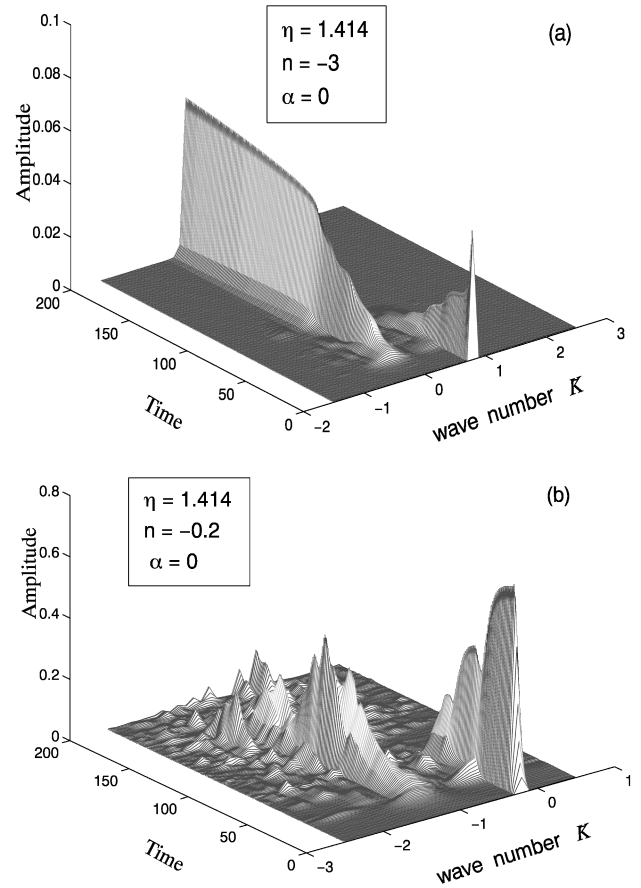 0.1
(a)
η = 1.414
n = −3
α = 0
0.08
0.06
0.04
0.02
0
Amplitude
200
150
100
50
0
Time
−2
−1
0
1
2
3
wave number K
0.8
(b)
η = 1.414
n = −0.2
α = 0
0.6
0.4
0.2
0
Amplitude
200
150
100
50
0
Time
−3
−2
−1
0
1
wave number K